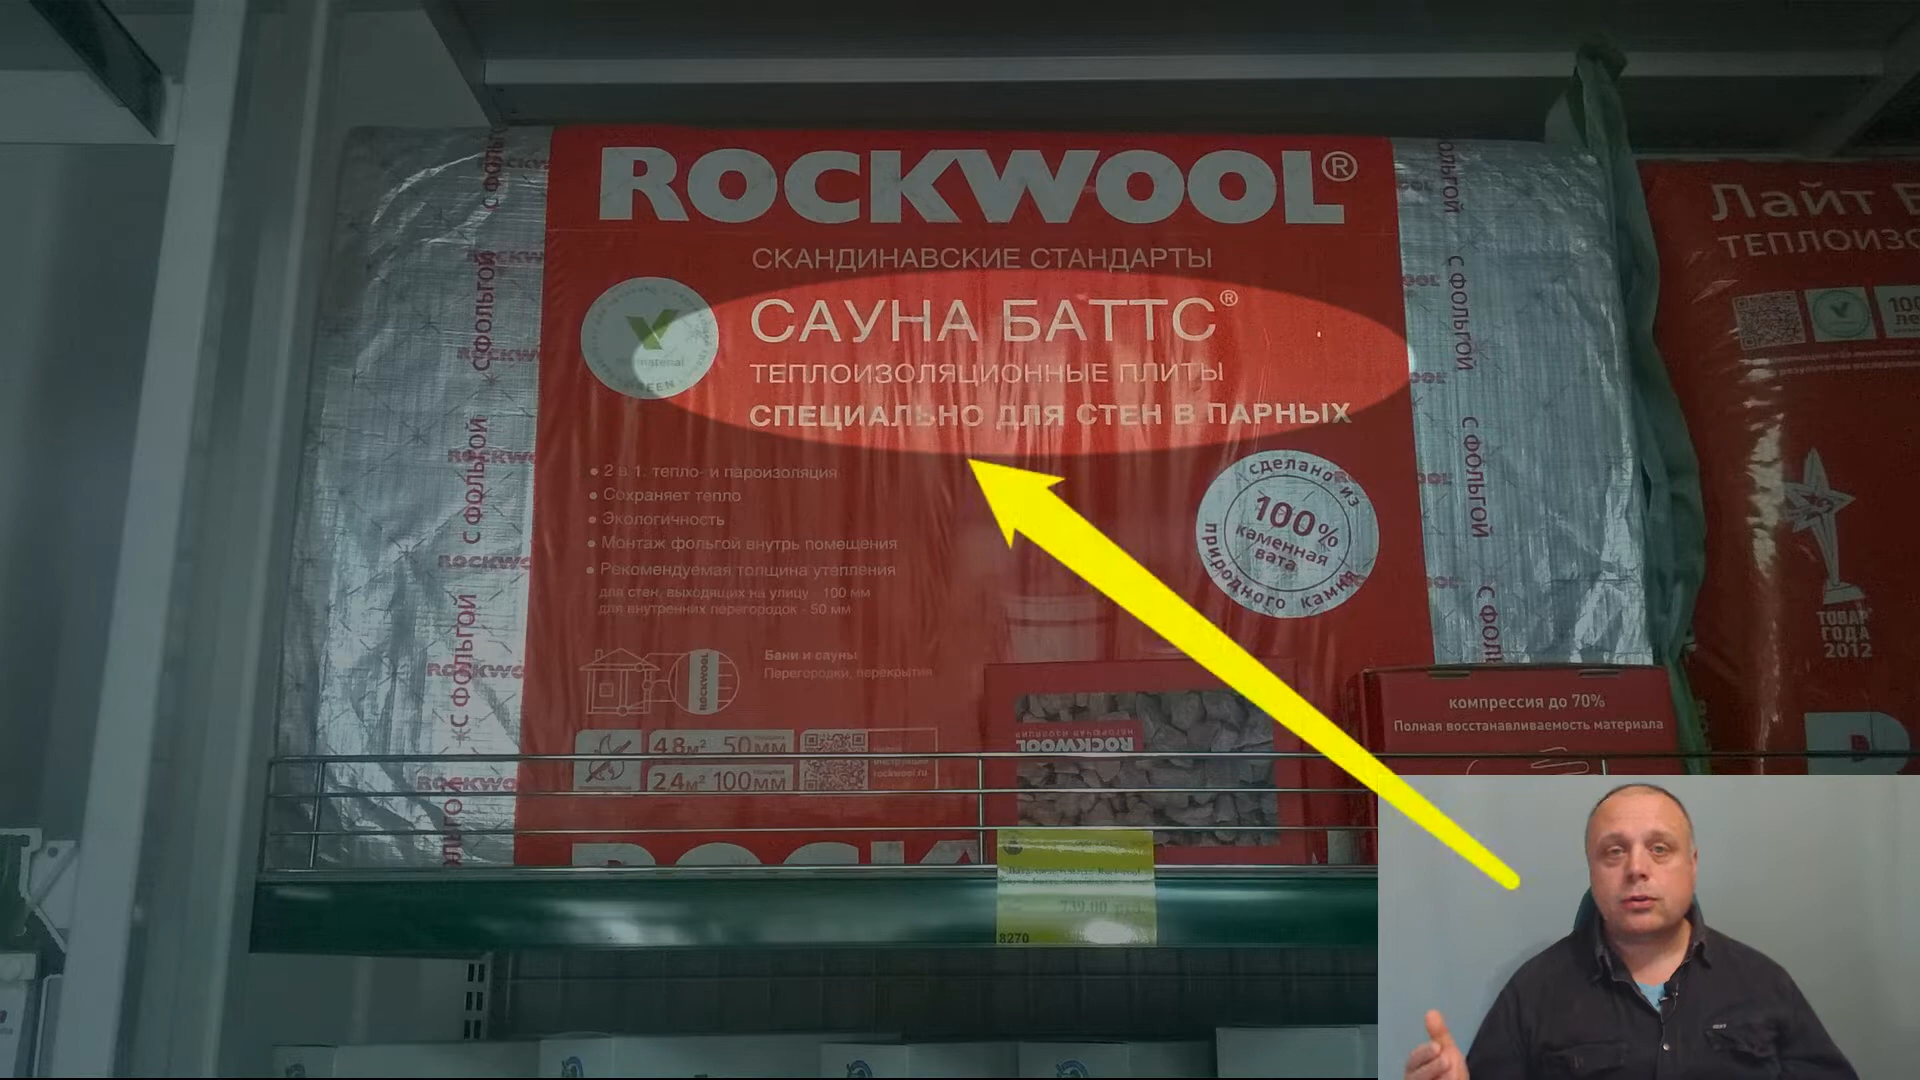 ROCKWOOL®
СКАНДИНАВСКИЕ СТАНДАРТЫ
САУНА БАТТС®
ТЕПЛОИЗОЛЯЦИОННЫЕ ПЛИТЫ
СПЕЦИАЛЬНО ДЛЯ СТЕН В ПАРНЫХ
• 2 в 1. тепло- и пароизоляция
• Сохраняет тепло
• Экологичность
• Монтаж фольгой внутрь помещения
• Рекомендуемая толщина утепления
для стен, выходящих на улицу - 100 мм
для внутренних перегородок - 50 мм
сделано из
100%
каменная
вата
природного камня
Бани и сауны
Перегородки, перекрытия
ROCKWOOL
4.8м² 50мм
2.4м² 100мм
rockwool.ru
ROCKWOOL
С ФОЛЬГОЙ
С ФОЛЬГОЙ
С ФОЛЬГОЙ
ROCKWOOL
С ФОЛЬГОЙ
С ФОЛЬГОЙ
С ФОЛЬГОЙ
компрессия до 70%
Полная восстанавливаемость материала
739.00
8270
Лайт
ТЕПЛОИЗО
100
ТОВАР
ГОДА
2012